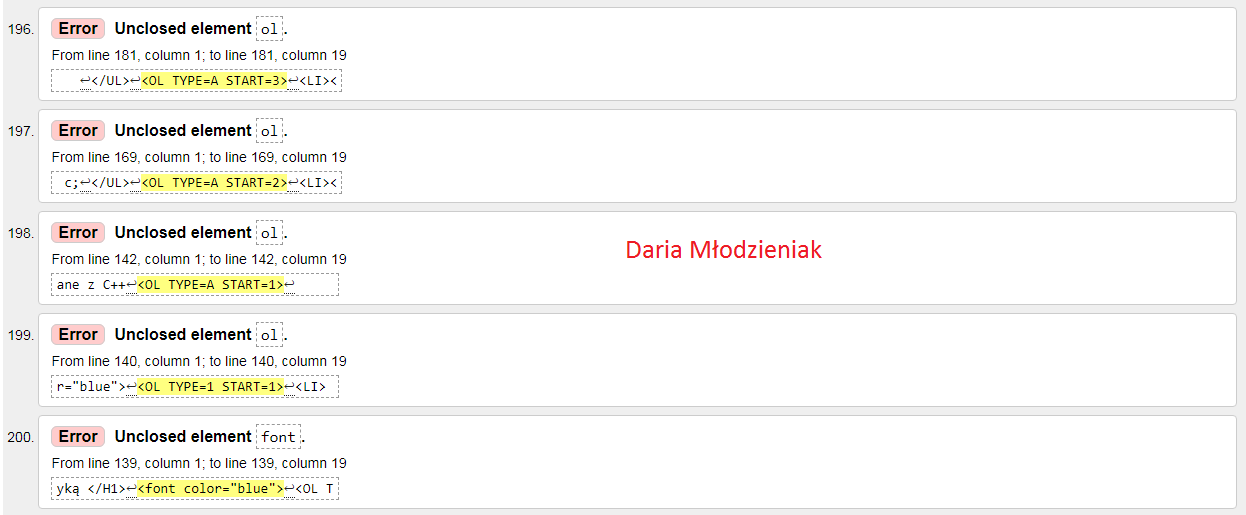 196. Error Unclosed element ol.
From line 181, column 1; to line 181, column 19
↩</UL>↩<OL TYPE=A START=3>↩<LI><
197. Error Unclosed element ol.
From line 169, column 1; to line 169, column 19
c;↩</UL>↩<OL TYPE=A START=2>↩<LI><
198. Error Unclosed element ol.
Daria Młodzieniak
From line 142, column 1; to line 142, column 19
ane z C++↩<OL TYPE=A START=1>↩
199. Error Unclosed element ol.
From line 140, column 1; to line 140, column 19
r="blue">↩<OL TYPE=1 START=1>↩<LI>
200. Error Unclosed element font.
From line 139, column 1; to line 139, column 19
yką </H1>↩<font color="blue">↩<OL T